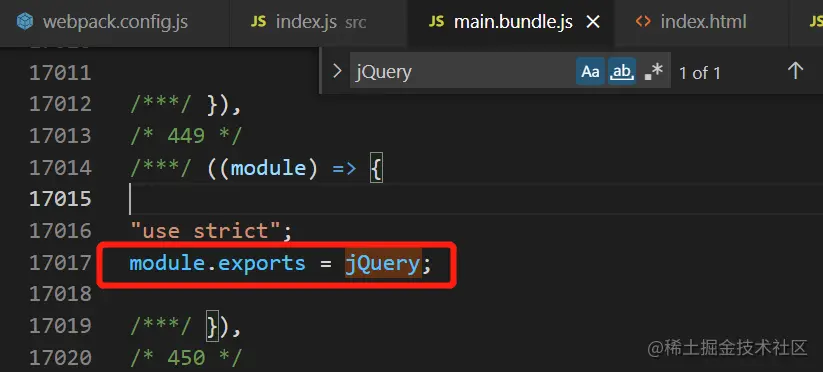 webpack.config.js JS index.js src JS main.bundle.js × <> index.html JS
> jQuery Aa ab .* 1 of 1 ↑
17011
17012 /***/ }),
17013 /* 449 */
17014 /***/ ((module) => {
17015
17016 "use strict";
17017 module.exports = jQuery;
17018
17019 /***/ }),
17020 /* 450 */
@稀土掘金技术社区